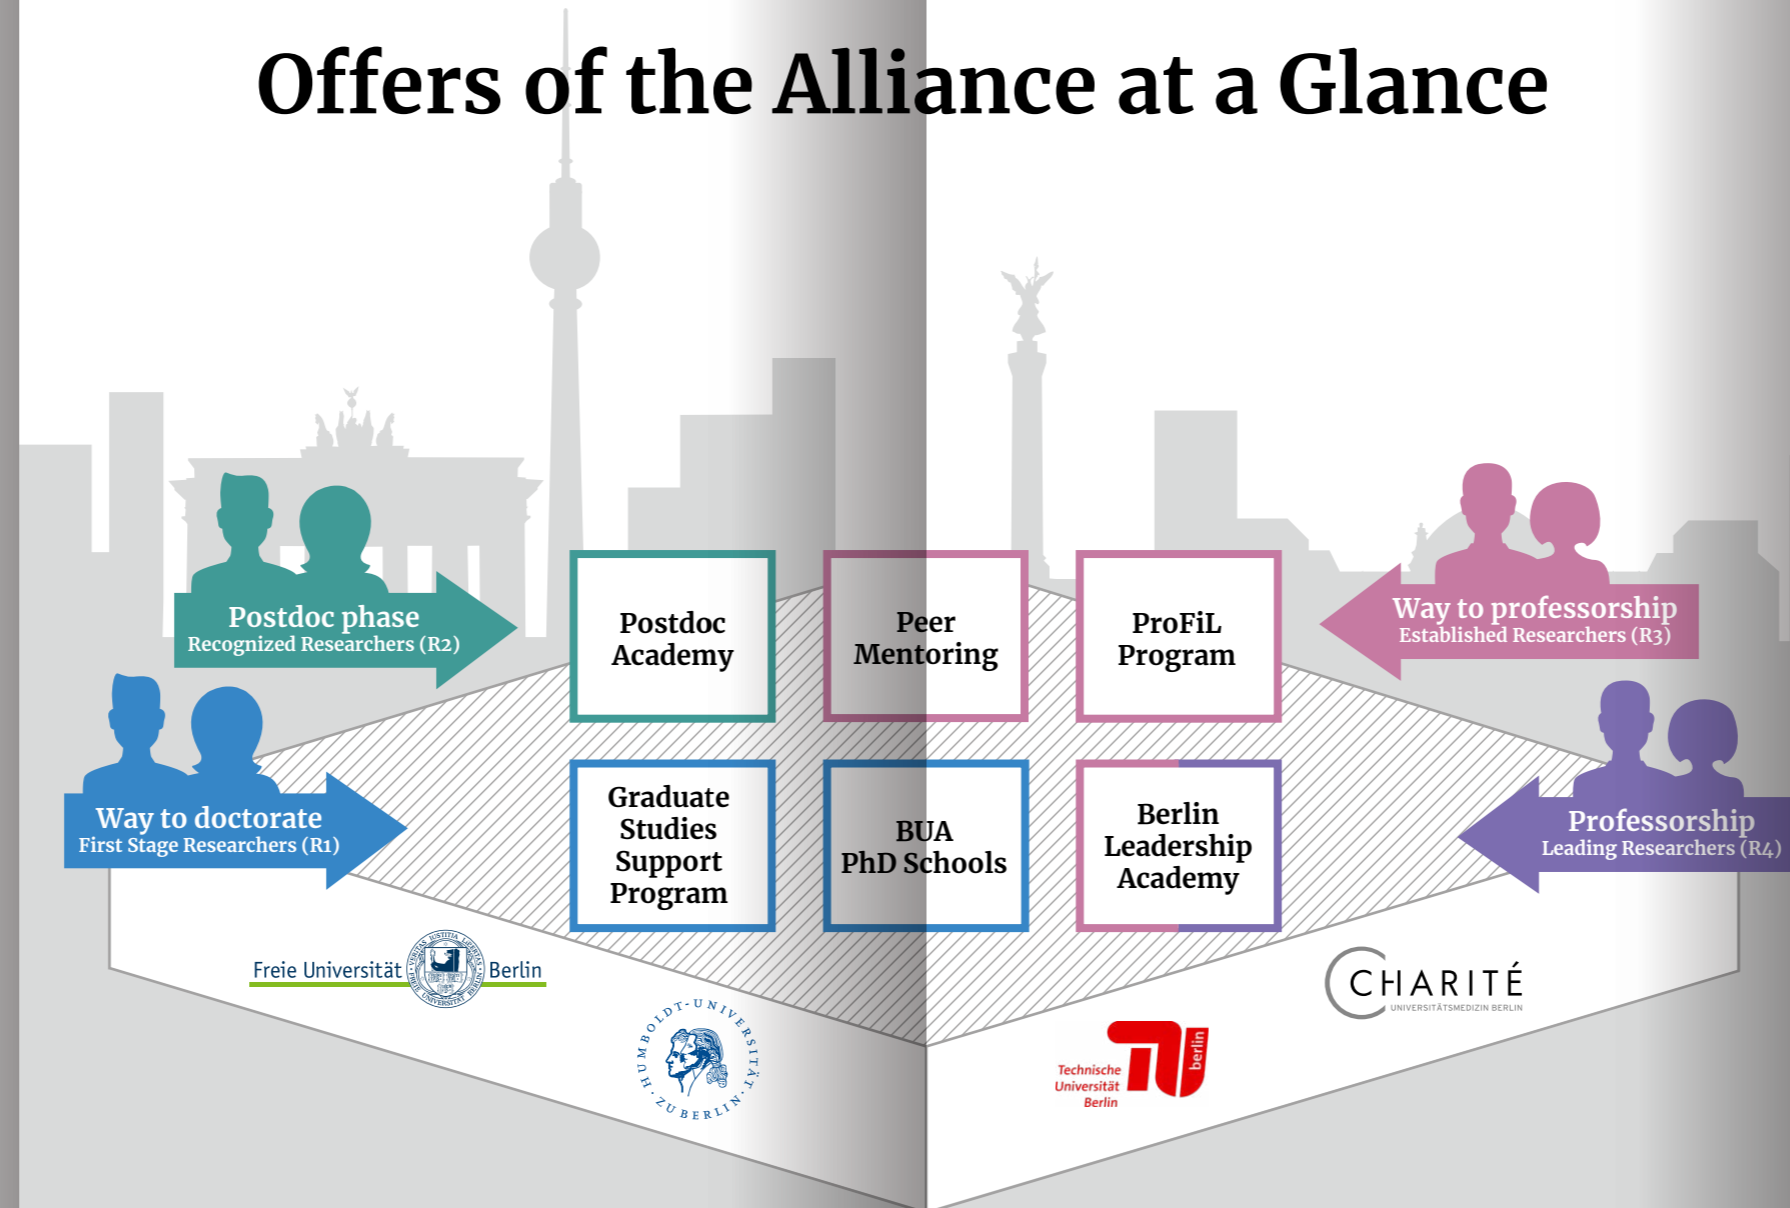 Offers of the Alliance at a Glance
Postdoc phase
Recognized Researchers (R2)
Way to doctorate
First Stage Researchers (R1)
Postdoc
Academy
Peer
Mentoring
ProFiL
Program
Graduate
Studies
Support
Program
BUA
PhD Schools
Berlin
Leadership
Academy
Way to professorship
Established Researchers (R3)
Professorship
Leading Researchers (R4)
Freie Universität Berlin
HUMBOLDT-UNIVERSITÄT
ZU BERLIN
Technische
Universität
Berlin
berlin
CHARITÉ
UNIVERSITÄTSMEDIZIN BERLIN